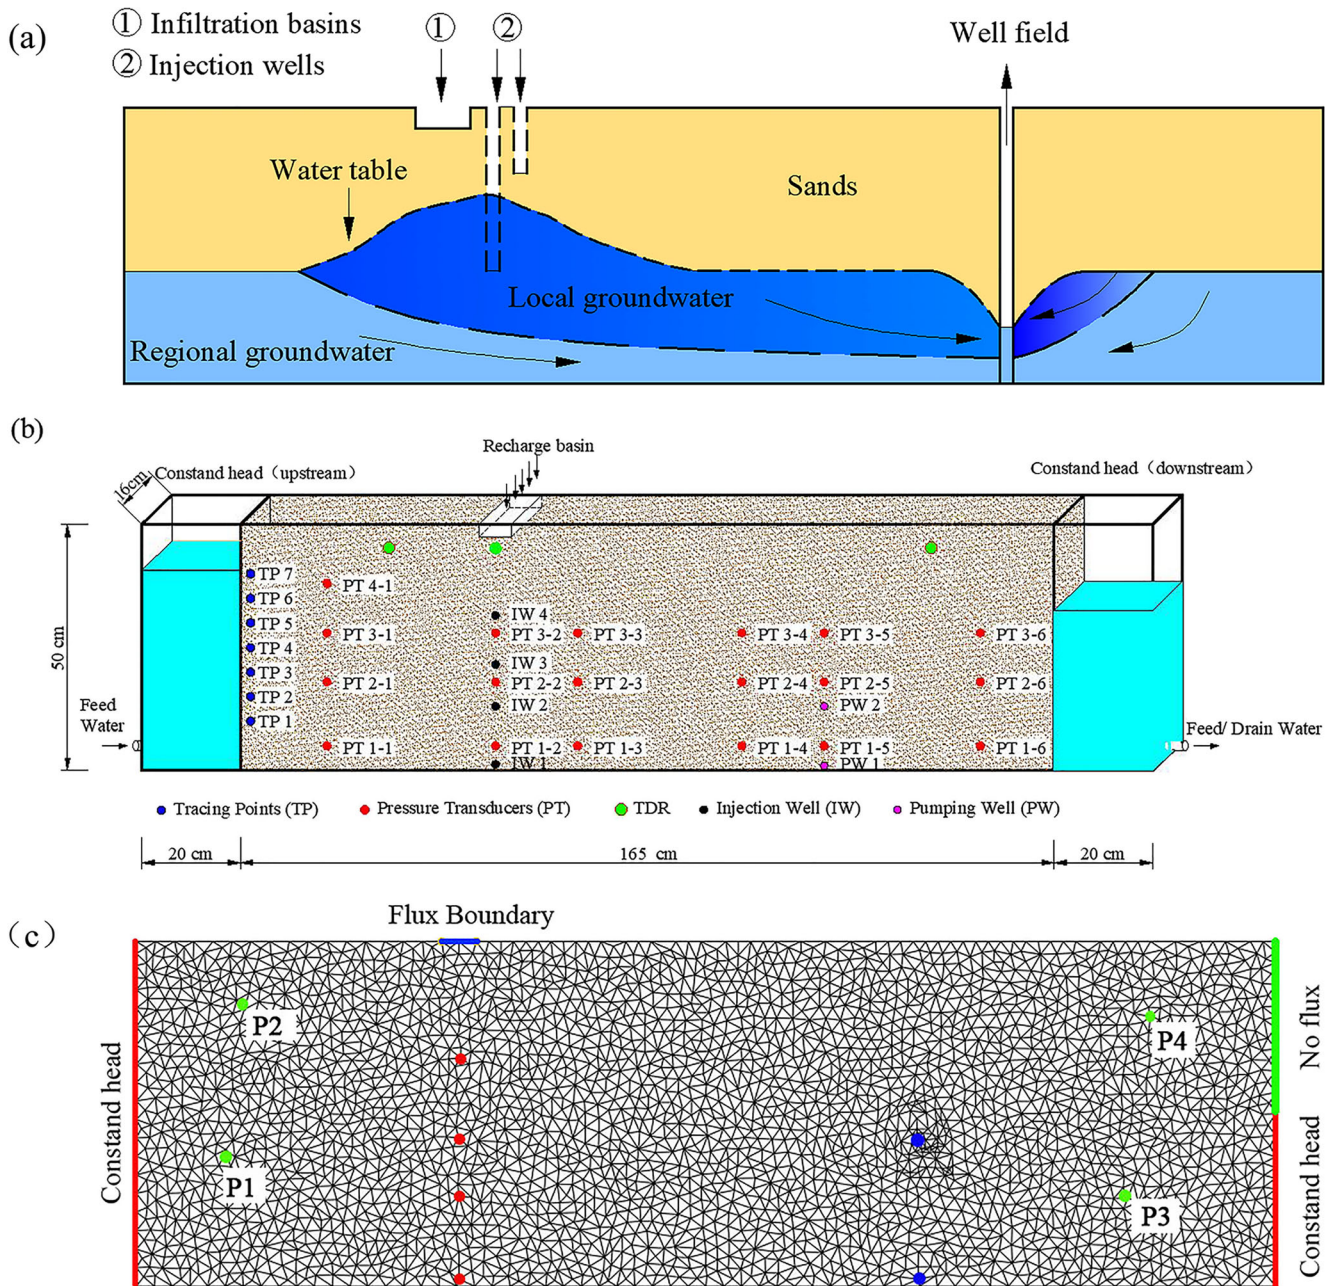 (a)
① Infiltration basins
② Injection wells
①
②
Well field
Water table
Sands
Local groundwater
Regional groundwater
(b)
Recharge basin
Constand head（upstream）
Constand head（downstream）
16cm
50 cm
TP 7
TP 6
TP 5
TP 4
TP 3
TP 2
TP 1
PT 4-1
PT 3-1
PT 2-1
PT 1-1
IW 4
PT 3-2
IW 3
PT 2-2
IW 2
PT 1-2
IW 1
PT 3-3
PT 2-3
PT 1-3
PT 3-4
PT 2-4
PT 1-4
PT 3-5
PT 2-5
PW 2
PT 1-5
PW 1
PT 3-6
PT 2-6
PT 1-6
Feed
Water
Feed/ Drain Water
Tracing Points (TP)
Pressure Transducers (PT)
TDR
Injection Well (IW)
Pumping Well (PW)
20 cm
165 cm
20 cm
（c）
Flux Boundary
Constand head
P2
P1
P4
P3
No flux
Constand head